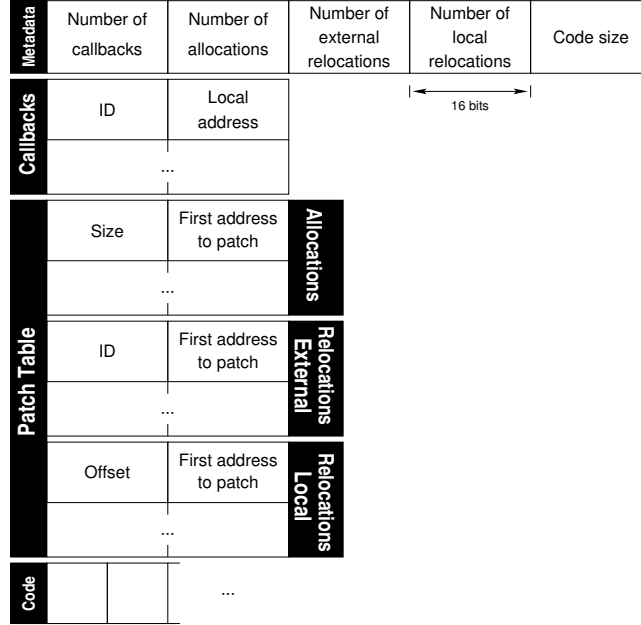 Metadata
Number of
callbacks
Number of
allocations
Number of
external
relocations
Number of
local
relocations
Code size
16 bits
Callbacks
ID
Local
address
...
Patch Table
Size
First address
to patch
...
Allocations
ID
First address
to patch
...
Relocations
External
Offset
First address
to patch
...
Relocations
Local
Code
...